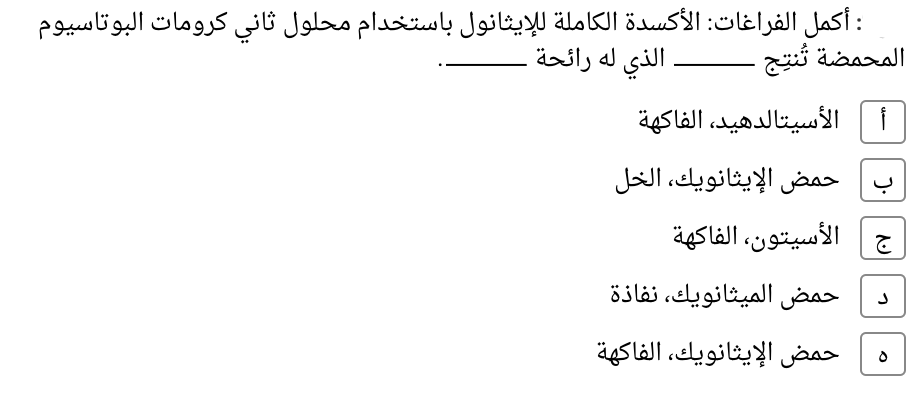 : أكمل الفراغات: الأكسدة الكاملة للإيثانول باستخدام محلول ثاني كرومات البوتاسيوم
المحمضة تُنتِج ______ الذي له رائحة ______.
أ الأسيتالدهيد، الفاكهة
ب حمض الإيثانويك، الخل
ج الأسيتون، الفاكهة
د حمض الميثانويك، نفاذة
ه حمض الإيثانويك، الفاكهة